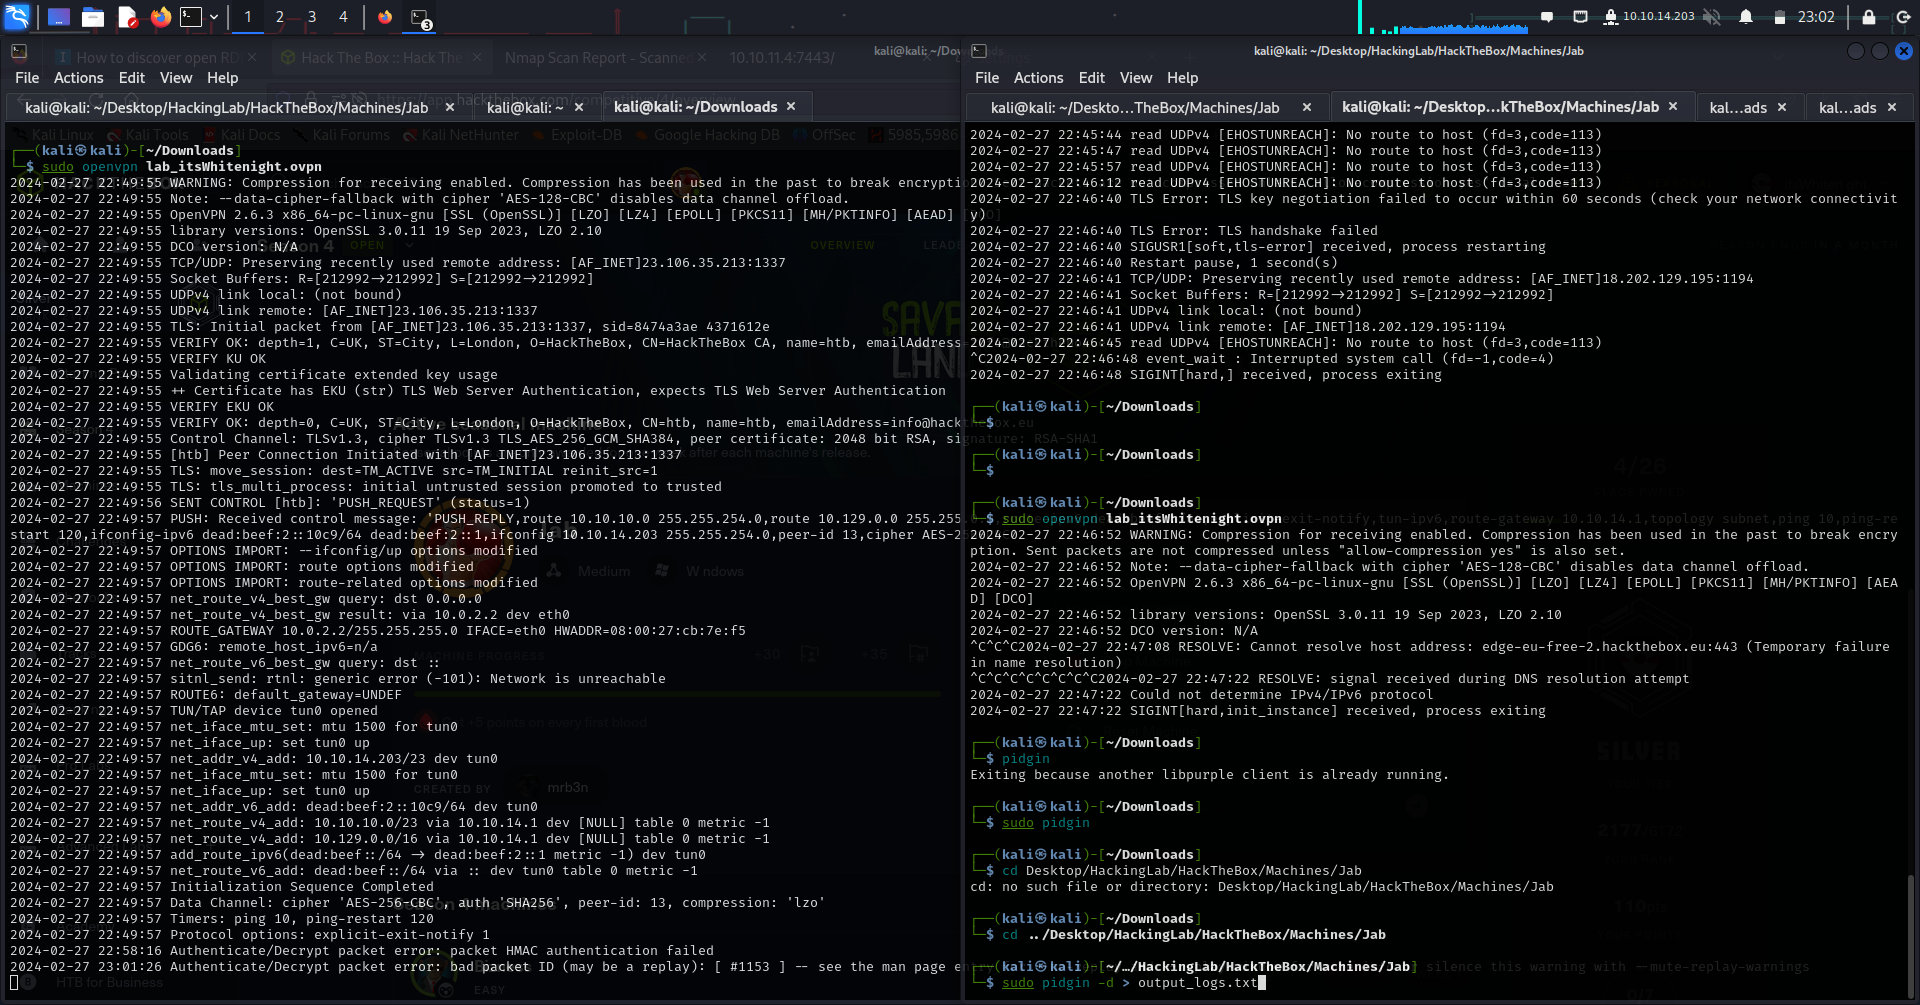 1 2 3 4 3 10.10.14.203 23:02
kali@kali: ~/Downloads
kali@kali: ~/Desktop/HackingLab/HackTheBox/Machines/Jab
How to discover open RD
Hack The Box :: Hack The
Nmap Scan Report - Scanned
10.10.11.4:7443/
File Actions Edit View Help
File Actions Edit View Help
kali@kali: ~/Desktop/HackingLab/HackTheBox/Machines/Jab × kali@kali: ~ × kali@kali: ~/Downloads ×
kali@kali: ~/Deskto...TheBox/Machines/Jab × kali@kali: ~/Desktop...kTheBox/Machines/Jab × kal...ads × kal...ads ×
Kali Linux Kali Tools Kali Docs Kali Forums Kali NetHunter Exploit-DB Google Hacking DB OffSec 5985,5986
┌──(kali㉿kali)-[~/Downloads]
└─$ sudo openvpn lab_itsWhitenight.ovpn
2024-02-27 22:49:55 WARNING: Compression for receiving enabled. Compression has been used in the past to break encrypti
2024-02-27 22:49:55 Note: --data-cipher-fallback with cipher 'AES-128-CBC' disables data channel offload.
2024-02-27 22:49:55 OpenVPN 2.6.3 x86_64-pc-linux-gnu [SSL (OpenSSL)] [LZO] [LZ4] [EPOLL] [PKCS11] [MH/PKTINFO] [AEAD] [DCO]
2024-02-27 22:49:55 library versions: OpenSSL 3.0.11 19 Sep 2023, LZO 2.10
2024-02-27 22:49:55 DCO version: N/A
2024-02-27 22:49:55 TCP/UDP: Preserving recently used remote address: [AF_INET]23.106.35.213:1337
2024-02-27 22:49:55 Socket Buffers: R=[212992→212992] S=[212992→212992]
2024-02-27 22:49:55 UDPv4 link local: (not bound)
2024-02-27 22:49:55 UDPv4 link remote: [AF_INET]23.106.35.213:1337
2024-02-27 22:49:55 TLS: Initial packet from [AF_INET]23.106.35.213:1337, sid=8474a3ae 4371612e
2024-02-27 22:49:55 VERIFY OK: depth=1, C=UK, ST=City, L=London, O=HackTheBox, CN=HackTheBox CA, name=htb, emailAddress=
2024-02-27 22:49:55 VERIFY KU OK
2024-02-27 22:49:55 Validating certificate extended key usage
2024-02-27 22:49:55 ++ Certificate has EKU (str) TLS Web Server Authentication, expects TLS Web Server Authentication
2024-02-27 22:49:55 VERIFY EKU OK
2024-02-27 22:49:55 VERIFY OK: depth=0, C=UK, ST=City, L=London, O=HackTheBox, CN=htb, name=htb, emailAddress=info@hackthebox.eu
2024-02-27 22:49:55 Control Channel: TLSv1.3, cipher TLSv1.3 TLS_AES_256_GCM_SHA384, peer certificate: 2048 bit RSA, signature: RSA-SHA1
2024-02-27 22:49:55 [htb] Peer Connection Initiated with [AF_INET]23.106.35.213:1337
2024-02-27 22:49:55 TLS: move_session: dest=TM_ACTIVE src=TM_INITIAL reinit_src=1
2024-02-27 22:49:55 TLS: tls_multi_process: initial untrusted session promoted to trusted
2024-02-27 22:49:56 SENT CONTROL [htb]: 'PUSH_REQUEST' (status=1)
2024-02-27 22:49:57 PUSH: Received control message: 'PUSH_REPLY,route 10.10.10.0 255.255.254.0,route 10.129.0.0 255.255.
start 120,ifconfig-ipv6 dead:beef:2::10c9/64 dead:beef:2::1,ifconfig 10.10.14.203 255.255.254.0,peer-id 13,cipher AES-25
2024-02-27 22:49:57 OPTIONS IMPORT: --ifconfig/up options modified
2024-02-27 22:49:57 OPTIONS IMPORT: route options modified
2024-02-27 22:49:57 OPTIONS IMPORT: route-related options modified
2024-02-27 22:49:57 net_route_v4_best_gw query: dst 0.0.0.0
2024-02-27 22:49:57 net_route_v4_best_gw result: via 10.0.2.2 dev eth0
2024-02-27 22:49:57 ROUTE_GATEWAY 10.0.2.2/255.255.255.0 IFACE=eth0 HWADDR=08:00:27:cb:7e:f5
2024-02-27 22:49:57 GDG6: remote_host_ipv6=n/a
2024-02-27 22:49:57 net_route_v6_best_gw query: dst ::
2024-02-27 22:49:57 sitnl_send: rtnl: generic error (-101): Network is unreachable
2024-02-27 22:49:57 ROUTE6: default_gateway=UNDEF
2024-02-27 22:49:57 TUN/TAP device tun0 opened
2024-02-27 22:49:57 net_iface_mtu_set: mtu 1500 for tun0
2024-02-27 22:49:57 net_iface_up: set tun0 up
2024-02-27 22:49:57 net_addr_v4_add: 10.10.14.203/23 dev tun0
2024-02-27 22:49:57 net_iface_mtu_set: mtu 1500 for tun0
2024-02-27 22:49:57 net_iface_up: set tun0 up
2024-02-27 22:49:57 net_addr_v6_add: dead:beef:2::10c9/64 dev tun0
2024-02-27 22:49:57 net_route_v4_add: 10.10.10.0/23 via 10.10.14.1 dev [NULL] table 0 metric -1
2024-02-27 22:49:57 net_route_v4_add: 10.129.0.0/16 via 10.10.14.1 dev [NULL] table 0 metric -1
2024-02-27 22:49:57 add_route_ipv6(dead:beef::/64 → dead:beef:2::1 metric -1) dev tun0
2024-02-27 22:49:57 net_route_v6_add: dead:beef::/64 via :: dev tun0 table 0 metric -1
2024-02-27 22:49:57 Initialization Sequence Completed
2024-02-27 22:49:57 Data Channel: cipher 'AES-256-CBC', auth 'SHA256', peer-id: 13, compression: 'lzo'
2024-02-27 22:49:57 Timers: ping 10, ping-restart 120
2024-02-27 22:49:57 Protocol options: explicit-exit-notify 1
2024-02-27 22:58:16 Authenticate/Decrypt packet error: packet HMAC authentication failed
2024-02-27 23:01:26 Authenticate/Decrypt packet error: bad packet ID (may be a replay): [ #1153 ] -- see the man page
2024-02-27 22:45:44 read UDPv4 [EHOSTUNREACH]: No route to host (fd=3,code=113)
2024-02-27 22:45:47 read UDPv4 [EHOSTUNREACH]: No route to host (fd=3,code=113)
2024-02-27 22:45:57 read UDPv4 [EHOSTUNREACH]: No route to host (fd=3,code=113)
2024-02-27 22:46:12 read UDPv4 [EHOSTUNREACH]: No route to host (fd=3,code=113)
2024-02-27 22:46:40 TLS Error: TLS key negotiation failed to occur within 60 seconds (check your network connectivit
y)
2024-02-27 22:46:40 TLS Error: TLS handshake failed
2024-02-27 22:46:40 SIGUSR1[soft,tls-error] received, process restarting
2024-02-27 22:46:40 Restart pause, 1 second(s)
2024-02-27 22:46:41 TCP/UDP: Preserving recently used remote address: [AF_INET]18.202.129.195:1194
2024-02-27 22:46:41 Socket Buffers: R=[212992→212992] S=[212992→212992]
2024-02-27 22:46:41 UDPv4 link local: (not bound)
2024-02-27 22:46:41 UDPv4 link remote: [AF_INET]18.202.129.195:1194
2024-02-27 22:46:45 read UDPv4 [EHOSTUNREACH]: No route to host (fd=3,code=113)
^C2024-02-27 22:46:48 event_wait : Interrupted system call (fd=-1,code=4)
2024-02-27 22:46:48 SIGINT[hard,] received, process exiting
┌──(kali㉿kali)-[~/Downloads]
└─$
┌──(kali㉿kali)-[~/Downloads]
└─$
┌──(kali㉿kali)-[~/Downloads]
└─$ sudo openvpn lab_itsWhitenight.ovpn
2024-02-27 22:46:52 WARNING: Compression for receiving enabled. Compression has been used in the past to break encry
ption. Sent packets are not compressed unless "allow-compression yes" is also set.
2024-02-27 22:46:52 Note: --data-cipher-fallback with cipher 'AES-128-CBC' disables data channel offload.
2024-02-27 22:46:52 OpenVPN 2.6.3 x86_64-pc-linux-gnu [SSL (OpenSSL)] [LZO] [LZ4] [EPOLL] [PKCS11] [MH/PKTINFO] [AEA
D] [DCO]
2024-02-27 22:46:52 library versions: OpenSSL 3.0.11 19 Sep 2023, LZO 2.10
2024-02-27 22:46:52 DCO version: N/A
^C^C^C2024-02-27 22:47:08 RESOLVE: Cannot resolve host address: edge-eu-free-2.hackthebox.eu:443 (Temporary failure
in name resolution)
^C^C^C^C^C^C^C^C2024-02-27 22:47:22 RESOLVE: signal received during DNS resolution attempt
2024-02-27 22:47:22 Could not determine IPv4/IPv6 protocol
2024-02-27 22:47:22 SIGINT[hard,init_instance] received, process exiting
┌──(kali㉿kali)-[~/Downloads]
└─$ pidgin
Exiting because another libpurple client is already running.
┌──(kali㉿kali)-[~/Downloads]
└─$ sudo pidgin
┌──(kali㉿kali)-[~/Downloads]
└─$ cd Desktop/HackingLab/HackTheBox/Machines/Jab
cd: no such file or directory: Desktop/HackingLab/HackTheBox/Machines/Jab
┌──(kali㉿kali)-[~/Downloads]
└─$ cd ../Desktop/HackingLab/HackTheBox/Machines/Jab
┌──(kali㉿kali)-[~/…/HackingLab/HackTheBox/Machines/Jab]
└─$ sudo pidgin -d > output_logs.txt